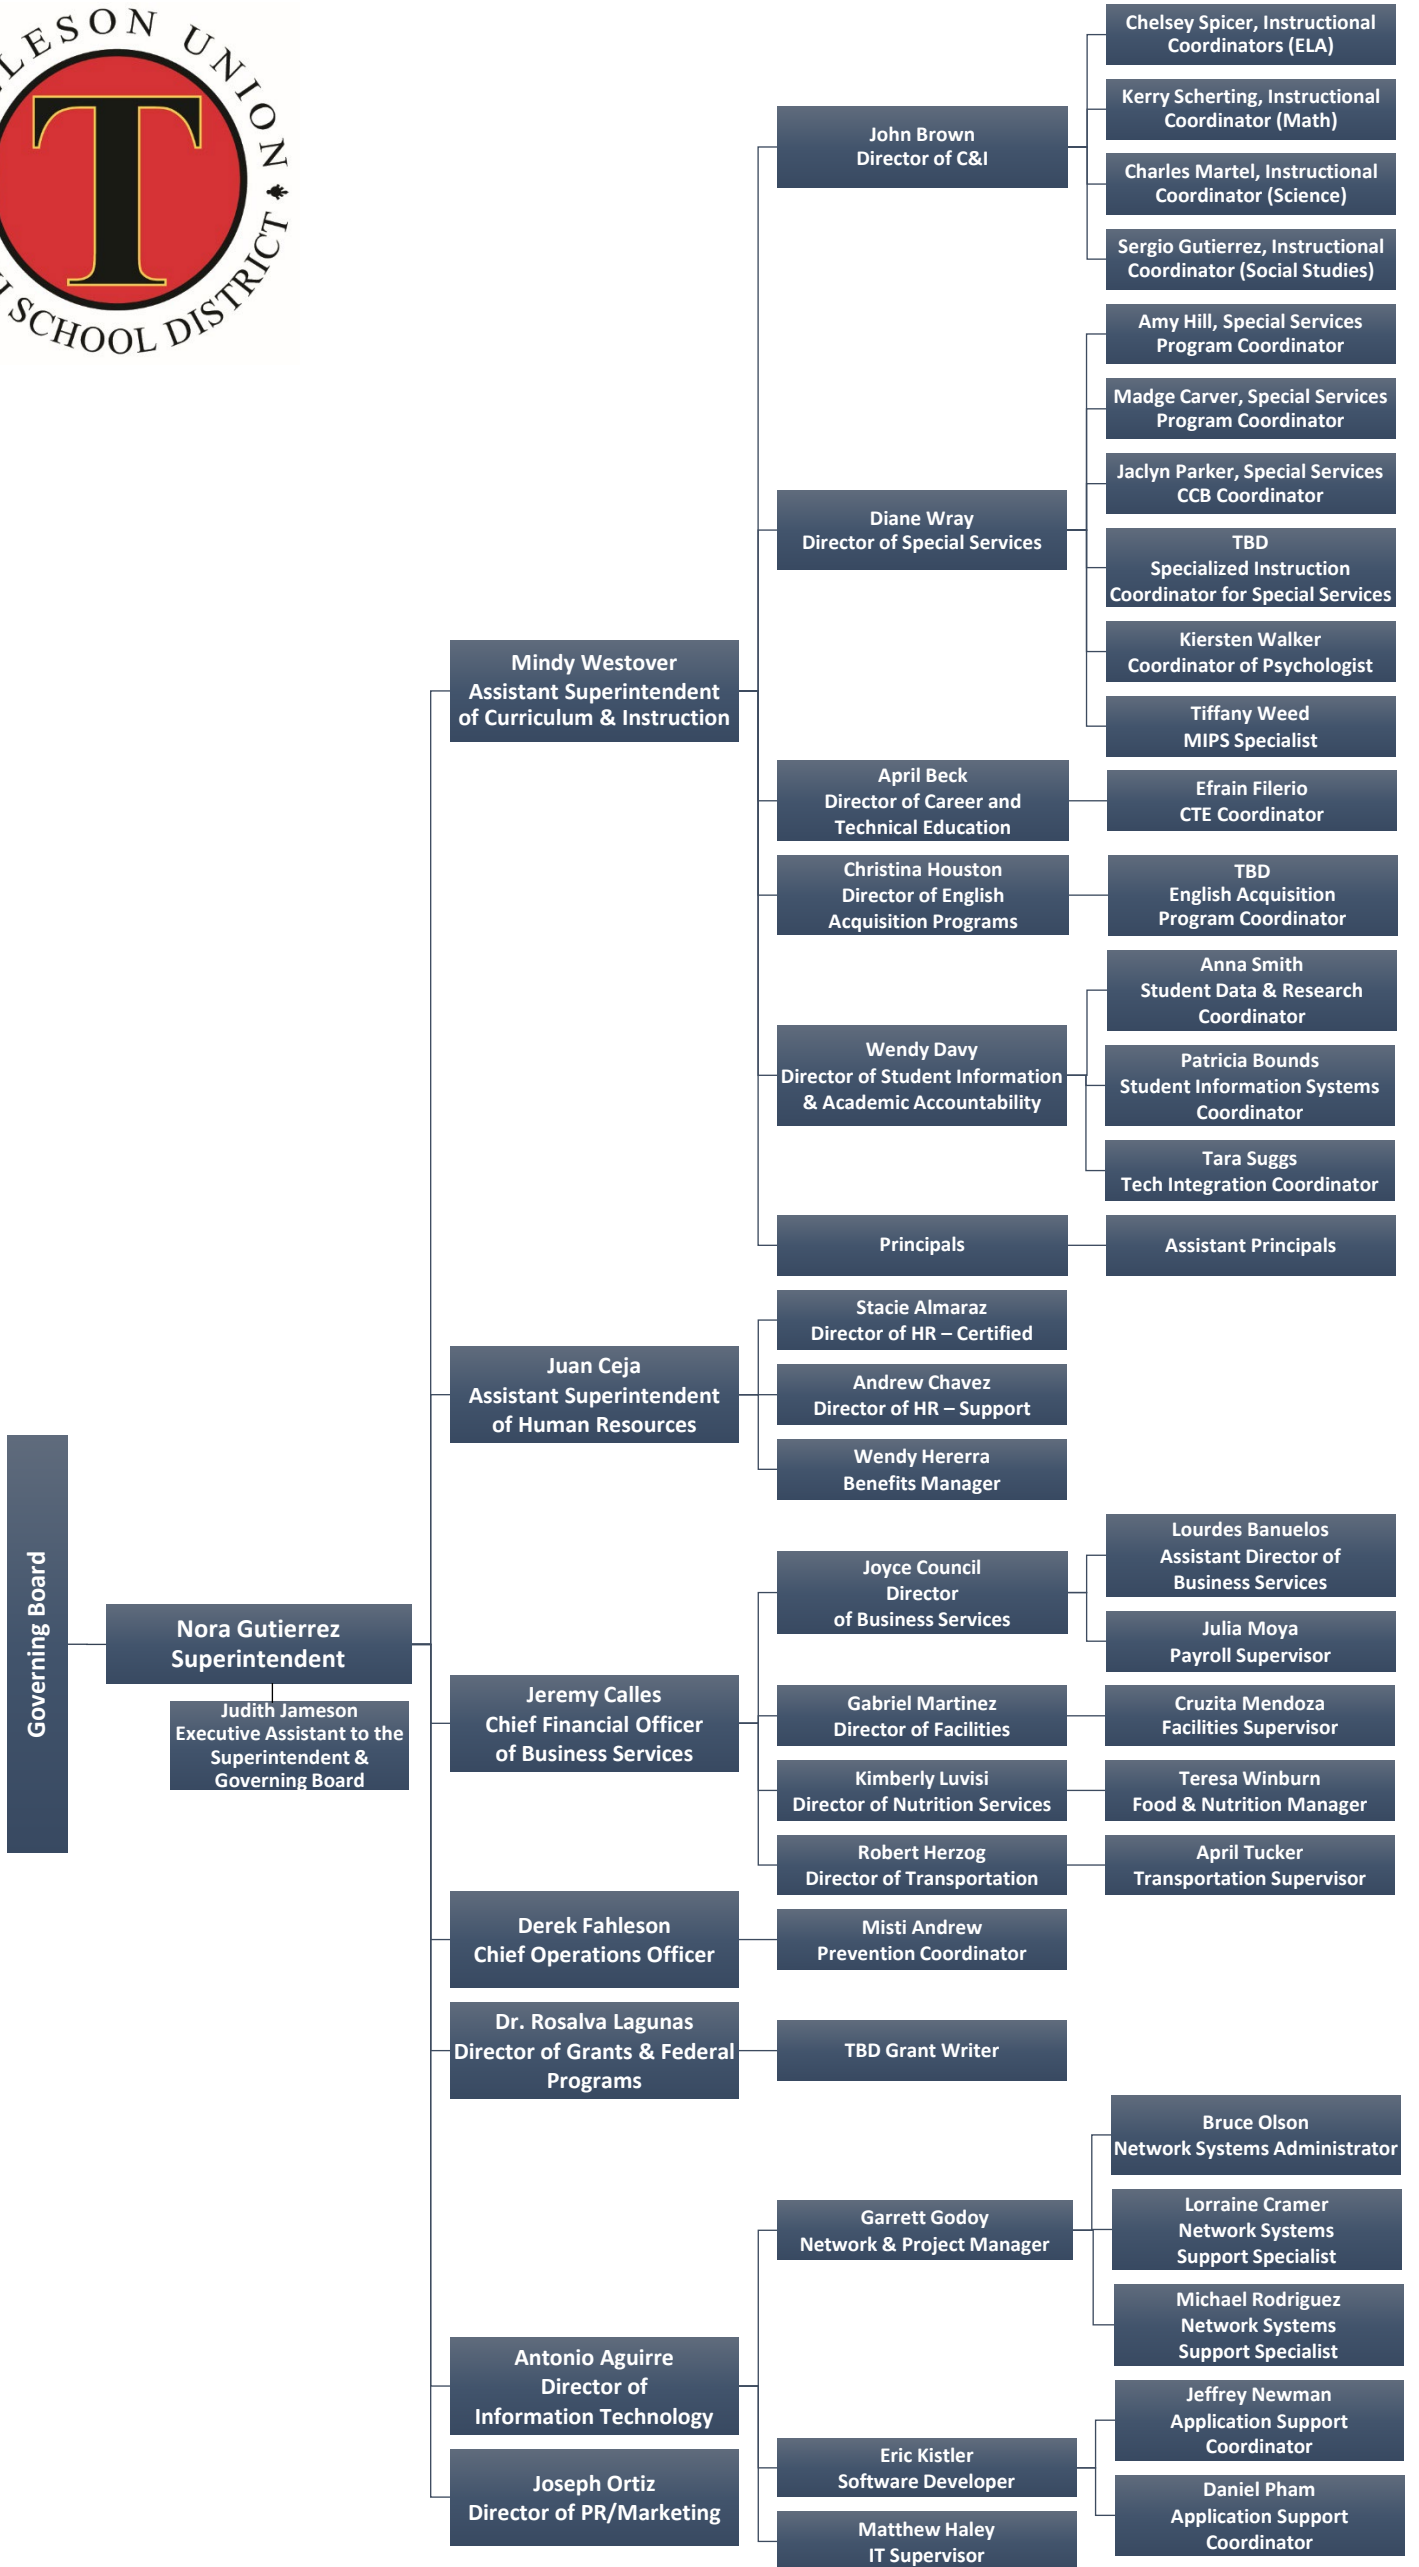 LESON UNION
SCHOOL DISTRICT
T
Governing Board
Nora Gutierrez
Superintendent
Judith Jameson
Executive Assistant to the
Superintendent &
Governing Board
Mindy Westover
Assistant Superintendent
of Curriculum & Instruction
John Brown
Director of C&I
Chelsey Spicer, Instructional
Coordinators (ELA)
Kerry Scherting, Instructional
Coordinator (Math)
Charles Martel, Instructional
Coordinator (Science)
Sergio Gutierrez, Instructional
Coordinator (Social Studies)
Diane Wray
Director of Special Services
Amy Hill, Special Services
Program Coordinator
Madge Carver, Special Services
Program Coordinator
Jaclyn Parker, Special Services
CCB Coordinator
TBD
Specialized Instruction
Coordinator for Special Services
Kiersten Walker
Coordinator of Psychologist
Tiffany Weed
MIPS Specialist
April Beck
Director of Career and
Technical Education
Efrain Filerio
CTE Coordinator
Christina Houston
Director of English
Acquisition Programs
TBD
English Acquisition
Program Coordinator
Wendy Davy
Director of Student Information
& Academic Accountability
Anna Smith
Student Data & Research
Coordinator
Patricia Bounds
Student Information Systems
Coordinator
Tara Suggs
Tech Integration Coordinator
Principals
Assistant Principals
Juan Ceja
Assistant Superintendent
of Human Resources
Stacie Almaraz
Director of HR – Certified
Andrew Chavez
Director of HR – Support
Wendy Hererra
Benefits Manager
Jeremy Calles
Chief Financial Officer
of Business Services
Joyce Council
Director
of Business Services
Lourdes Banuelos
Assistant Director of
Business Services
Julia Moya
Payroll Supervisor
Gabriel Martinez
Director of Facilities
Cruzita Mendoza
Facilities Supervisor
Kimberly Luvisi
Director of Nutrition Services
Teresa Winburn
Food & Nutrition Manager
Robert Herzog
Director of Transportation
April Tucker
Transportation Supervisor
Derek Fahleson
Chief Operations Officer
Misti Andrew
Prevention Coordinator
Dr. Rosalva Lagunas
Director of Grants & Federal
Programs
TBD Grant Writer
Antonio Aguirre
Director of
Information Technology
Garrett Godoy
Network & Project Manager
Bruce Olson
Network Systems Administrator
Lorraine Cramer
Network Systems
Support Specialist
Michael Rodriguez
Network Systems
Support Specialist
Eric Kistler
Software Developer
Jeffrey Newman
Application Support
Coordinator
Daniel Pham
Application Support
Coordinator
Matthew Haley
IT Supervisor
Joseph Ortiz
Director of PR/Marketing